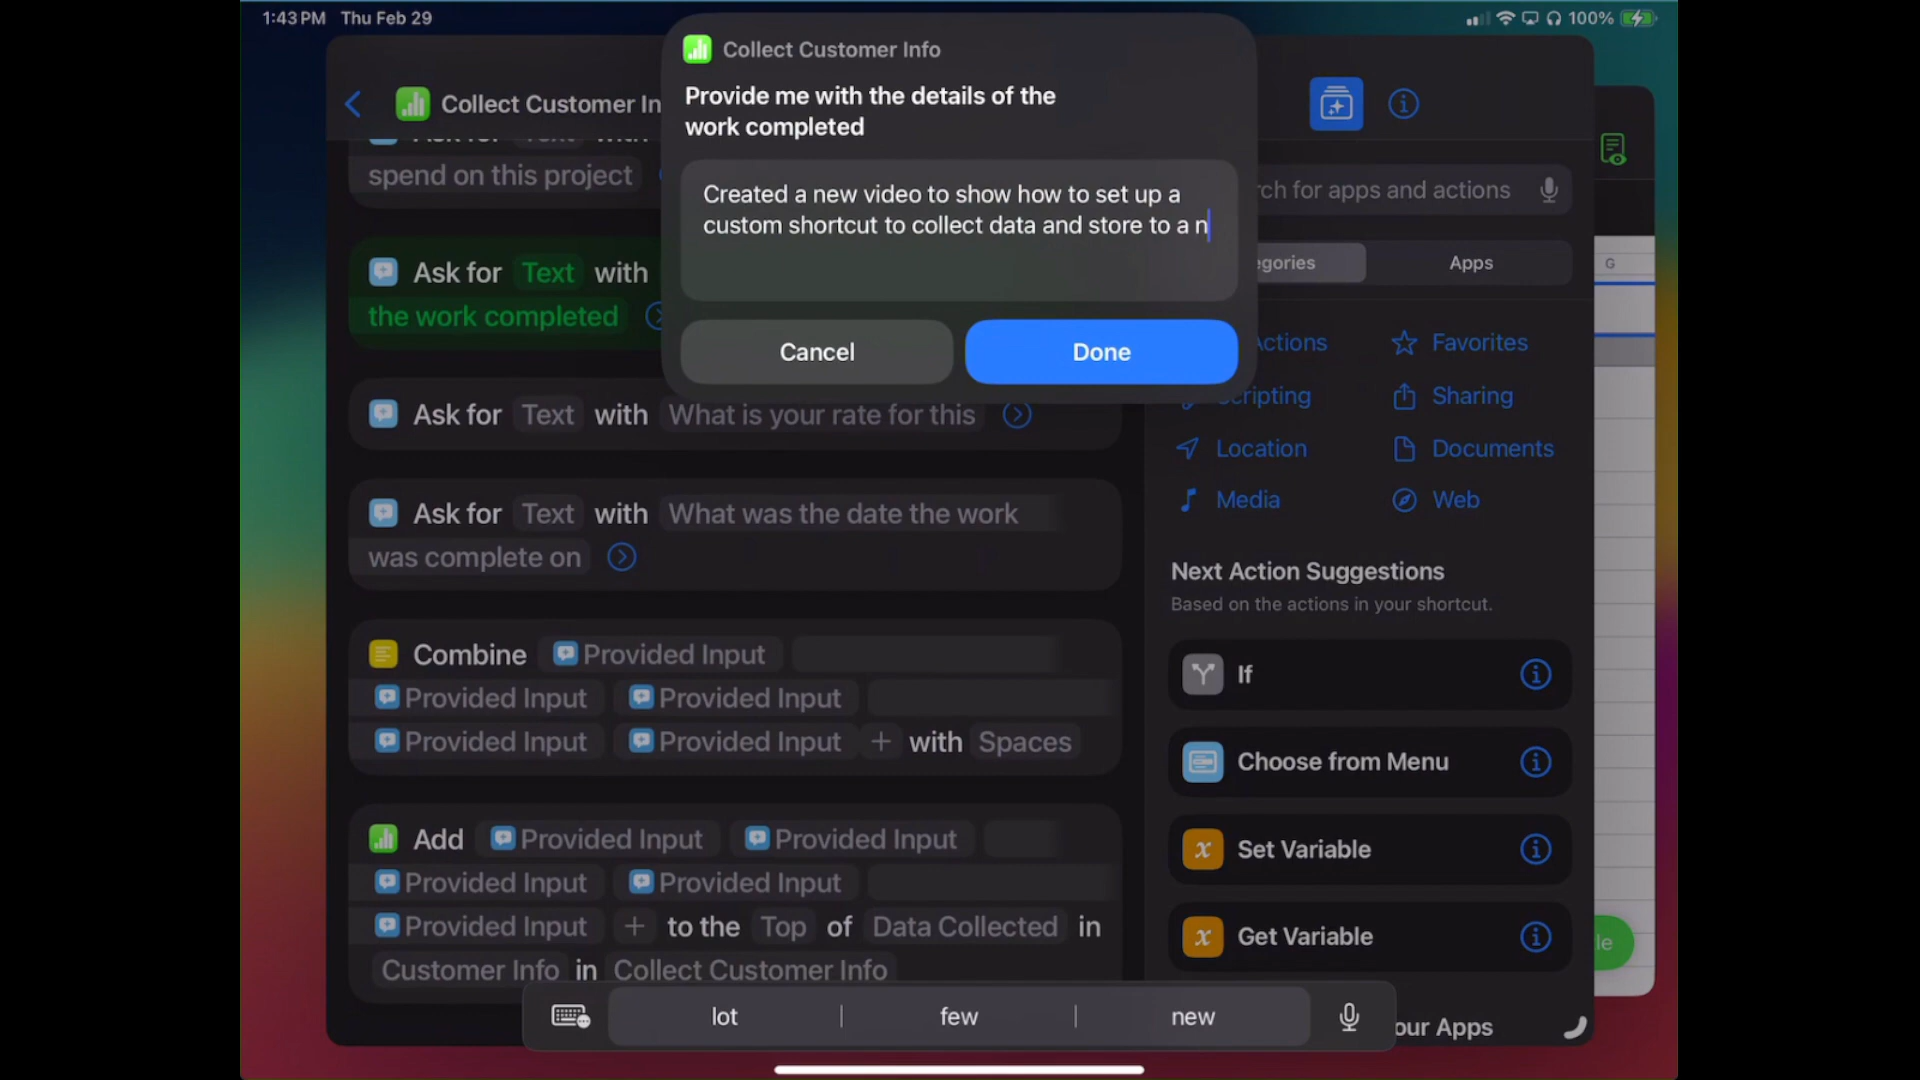 1:43 PM Thu Feb 29
100%
Collect Customer Info
Provide me with the details of the
work completed
Created a new video to show how to set up a
custom shortcut to collect data and store to a n
Cancel
Done
Collect Customer In
spend on this project
Ask for Text with
the work completed
Ask for Text with What is your rate for this
Ask for Text with What was the date the work
was complete on
Combine Provided Input
Provided Input Provided Input
Provided Input Provided Input + with Spaces
Add Provided Input Provided Input
Provided Input Provided Input
Provided Input + to the Top of Data Collected in
Customer Info in Collect Customer Info
rch for apps and actions
egories
Apps
Actions
Favorites
Scripting
Sharing
Location
Documents
Media
Web
Next Action Suggestions
Based on the actions in your shortcut.
If
Choose from Menu
x Set Variable
x Get Variable
our Apps
G
le
lot
few
new